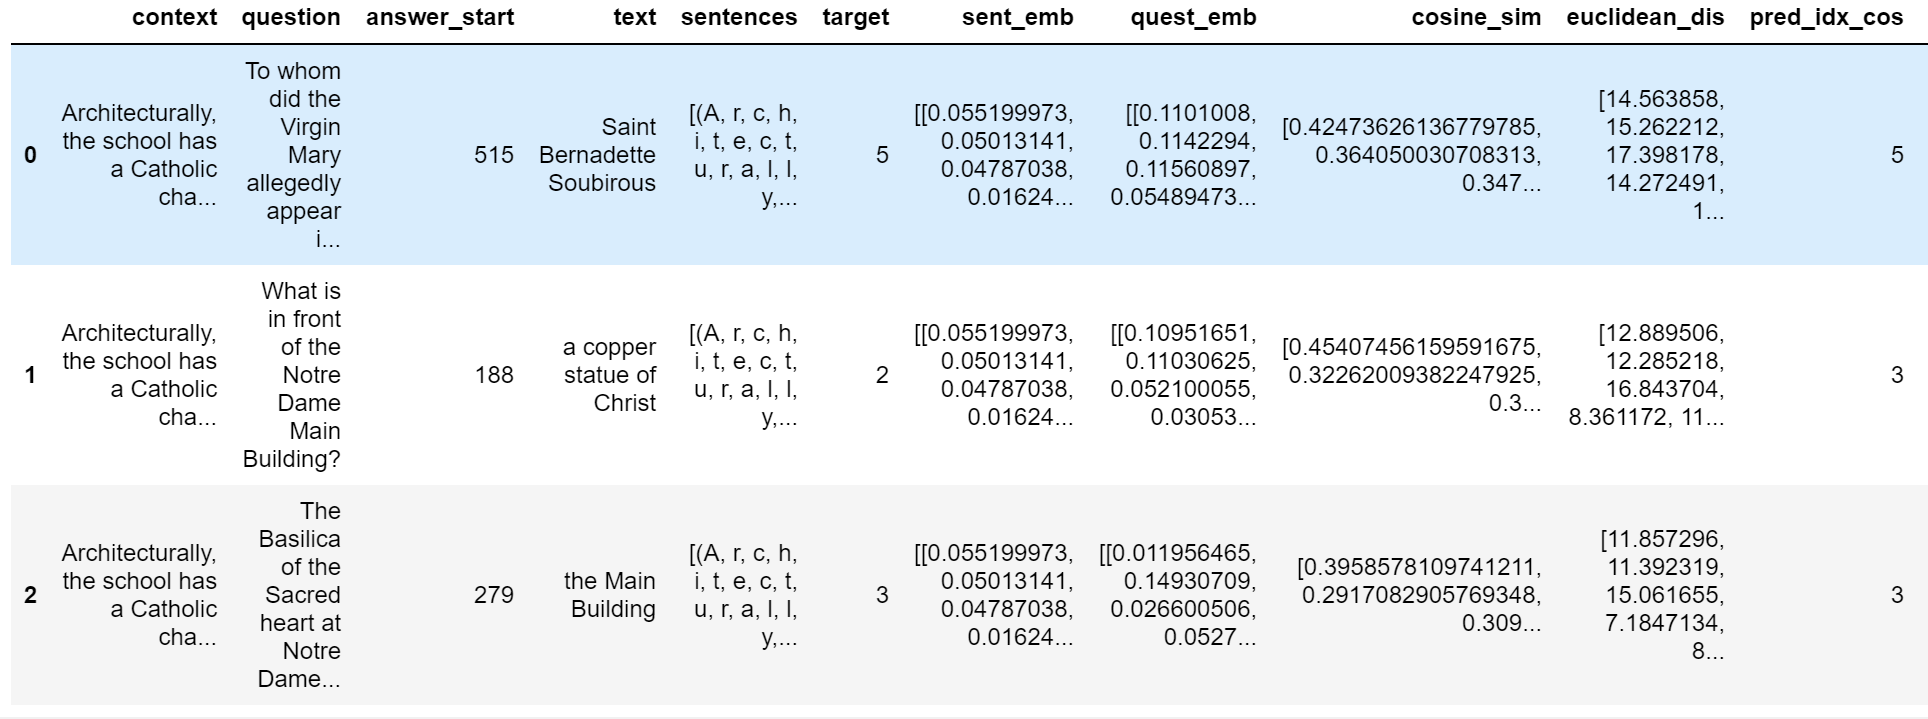 context question answer_start text sentences target sent_emb quest_emb cosine_sim euclidean_dis pred_idx_cos
0
Architecturally,
the school has
a Catholic
cha...
To whom
did the
Virgin
Mary
allegedly
appear
i...
515
Saint
Bernadette
Soubirous
[(A, r, c, h,
i, t, e, c, t,
u, r, a, l, l,
y,...
5
[[0.055199973,
0.05013141,
0.04787038,
0.01624...
[[0.1101008,
0.1142294,
0.11560897,
0.05489473...
[0.42473626136779785,
0.364050030708313,
0.347...
[14.563858,
15.262212,
17.398178,
14.272491,
1...
5
1
Architecturally,
the school has
a Catholic
cha...
What is
in front
of the
Notre
Dame
Main
Building?
188
a copper
statue of
Christ
[(A, r, c, h,
i, t, e, c, t,
u, r, a, l, l,
y,...
2
[[0.055199973,
0.05013141,
0.04787038,
0.01624...
[[0.10951651,
0.11030625,
0.052100055,
0.03053...
[0.45407456159591675,
0.32262009382247925,
0.3...
[12.889506,
12.285218,
16.843704,
8.361172, 11...
3
2
Architecturally,
the school has
a Catholic
cha...
The
Basilica
of the
Sacred
heart at
Notre
Dame...
279
the Main
Building
[(A, r, c, h,
i, t, e, c, t,
u, r, a, l, l,
y,...
3
[[0.055199973,
0.05013141,
0.04787038,
0.01624...
[[0.011956465,
0.14930709,
0.026600506,
0.0527...
[0.3958578109741211,
0.2917082905769348,
0.309...
[11.857296,
11.392319,
15.061655,
7.1847134,
8...
3